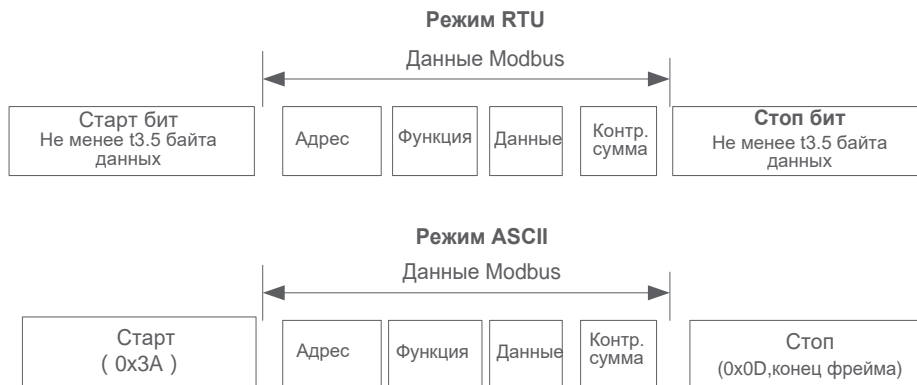 Режим RTU
Данные Modbus
Старт бит
Не менее t3.5 байта
данных
Адрес
Функция
Данные
Контр.
сумма
Стоп бит
Не менее t3.5 байта
данных
Режим ASCII
Данные Modbus
Старт
( 0x3A )
Адрес
Функция
Данные
Контр.
сумма
Стоп
(0x0D,конец фрейма)